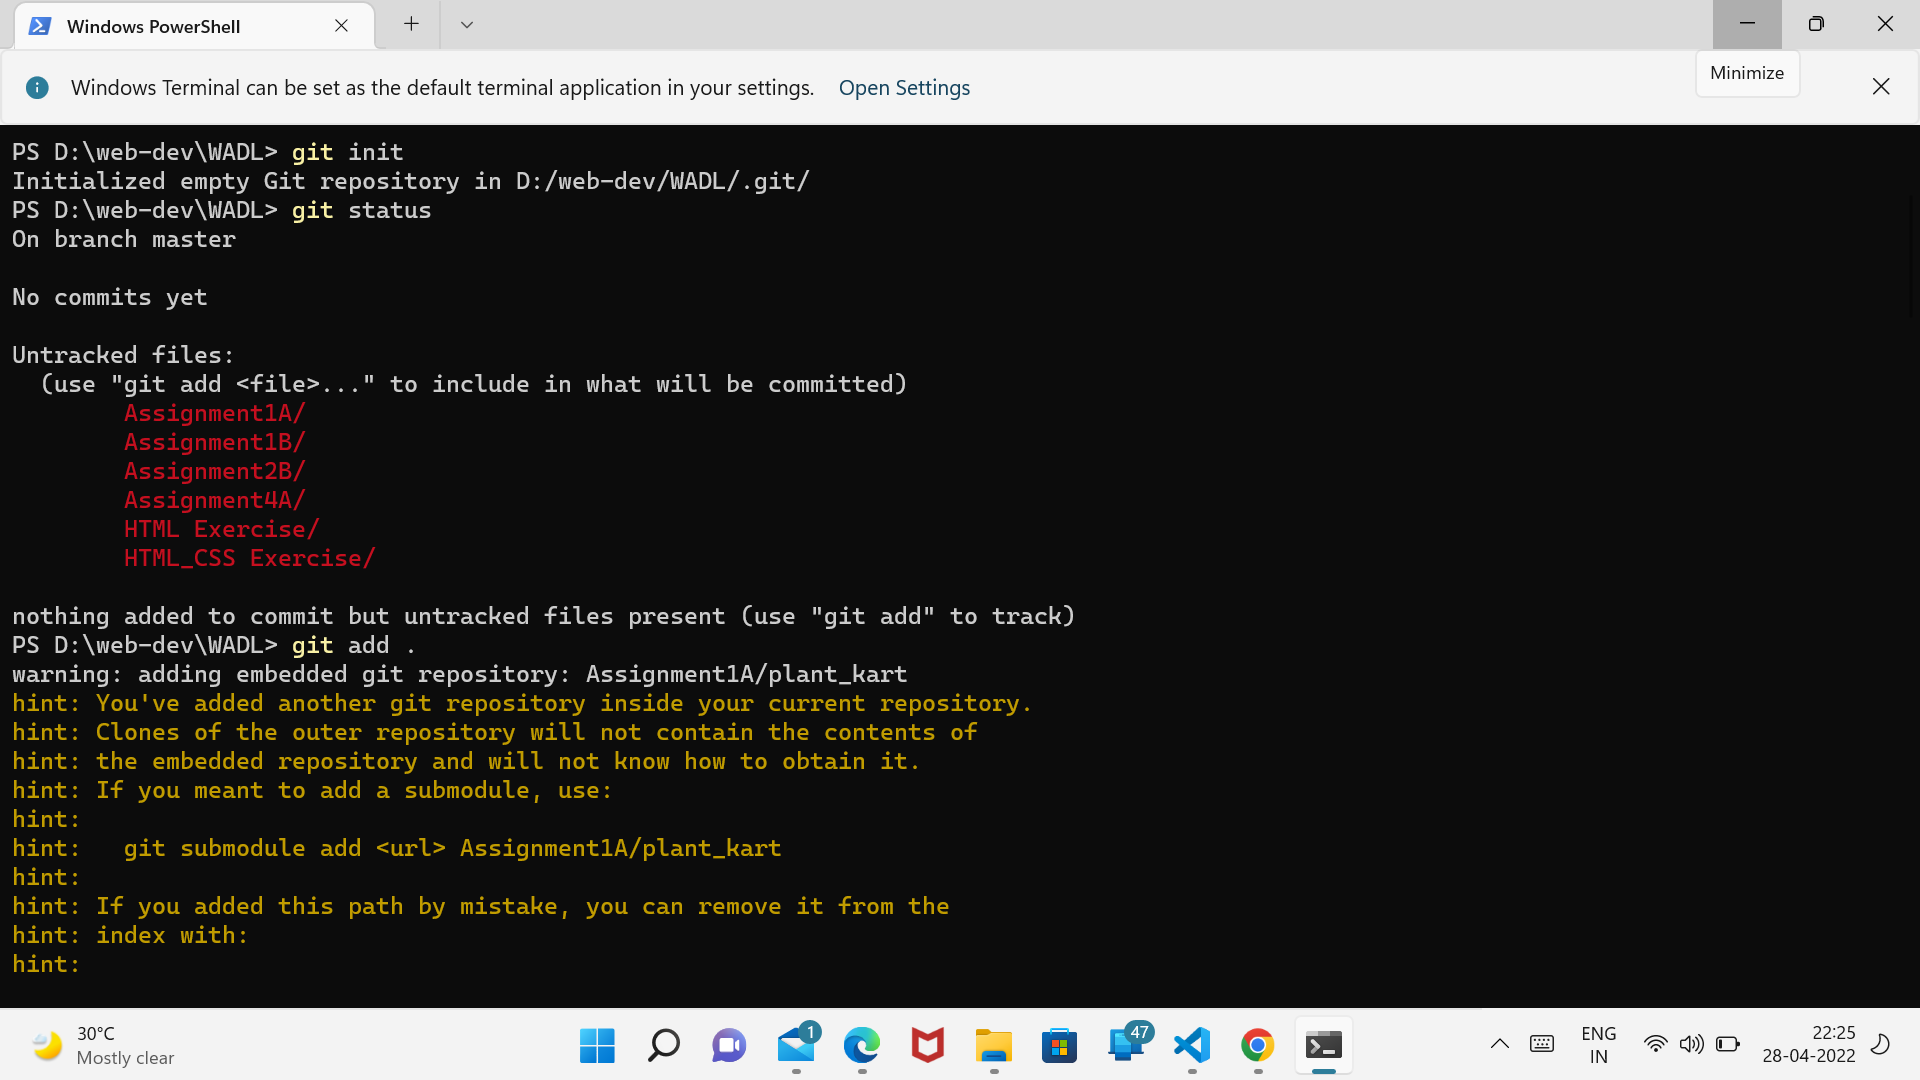 Windows PowerShell
Windows Terminal can be set as the default terminal application in your settings. Open Settings
Minimize
PS D:\web-dev\WADL> git init
Initialized empty Git repository in D:/web-dev/WADL/.git/
PS D:\web-dev\WADL> git status
On branch master
No commits yet
Untracked files:
(use "git add <file>..." to include in what will be committed)
Assignment1A/
Assignment1B/
Assignment2B/
Assignment4A/
HTML Exercise/
HTML_CSS Exercise/
nothing added to commit but untracked files present (use "git add" to track)
PS D:\web-dev\WADL> git add .
warning: adding embedded git repository: Assignment1A/plant_kart
hint: You've added another git repository inside your current repository.
hint: Clones of the outer repository will not contain the contents of
hint: the embedded repository and will not know how to obtain it.
hint: If you meant to add a submodule, use:
hint:
hint:   git submodule add <url> Assignment1A/plant_kart
hint:
hint: If you added this path by mistake, you can remove it from the
hint: index with:
hint:
30°C
Mostly clear
1
47
ENG
IN
22:25
28-04-2022